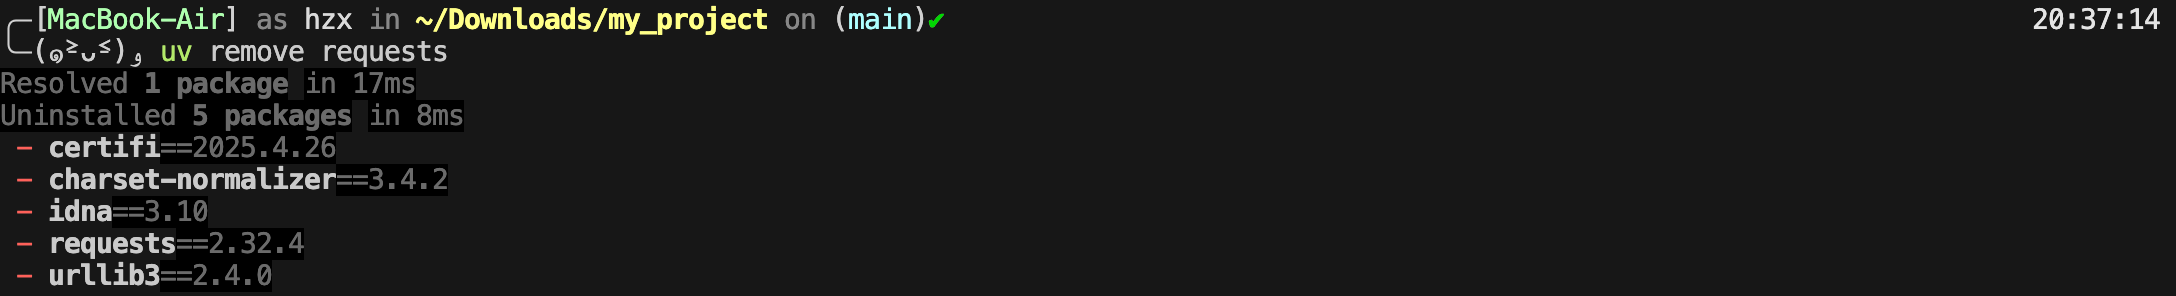 ╭─[MacBook-Air] as hzx in ~/Downloads/my_project on (main)✔ 20:37:14
╰─(๑˃̵ᴗ˂̵)و uv remove requests
Resolved 1 package in 17ms
Uninstalled 5 packages in 8ms
- certifi==2025.4.26
- charset-normalizer==3.4.2
- idna==3.10
- requests==2.32.4
- urllib3==2.4.0